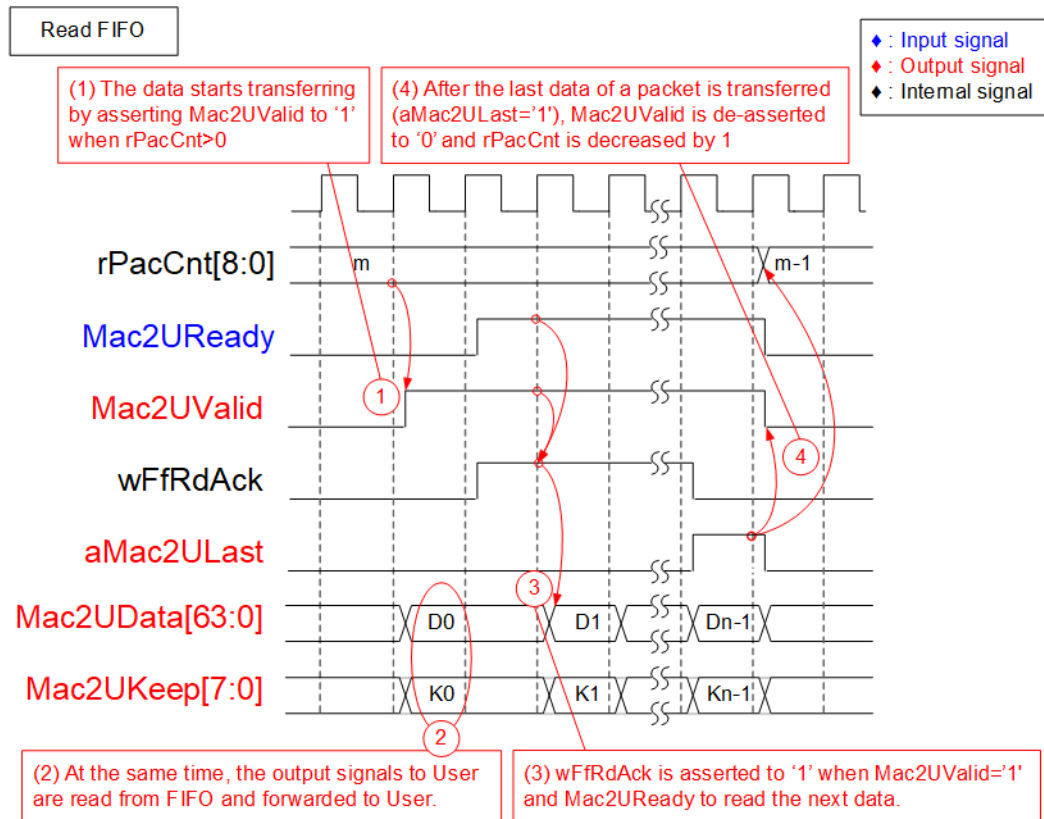 Read FIFO
♦ : Input signal
♦ : Output signal
♦ : Internal signal
(1) The data starts transferring
by asserting Mac2UValid to ‘1’
when rPacCnt>0
(4) After the last data of a packet is transferred
(aMac2ULast=’1’), Mac2UValid is de-asserted
to ‘0’ and rPacCnt is decreased by 1
rPacCnt[8:0]
m
m-1
Mac2UReady
Mac2UValid
1
wFfRdAck
4
aMac2ULast
3
Mac2UData[63:0]
D0
D1
Dn-1
Mac2UKeep[7:0]
K0
K1
Kn-1
2
(2) At the same time, the output signals to User
are read from FIFO and forwarded to User.
(3) wFfRdAck is asserted to ‘1’ when Mac2UValid=’1’
and Mac2UReady to read the next data.